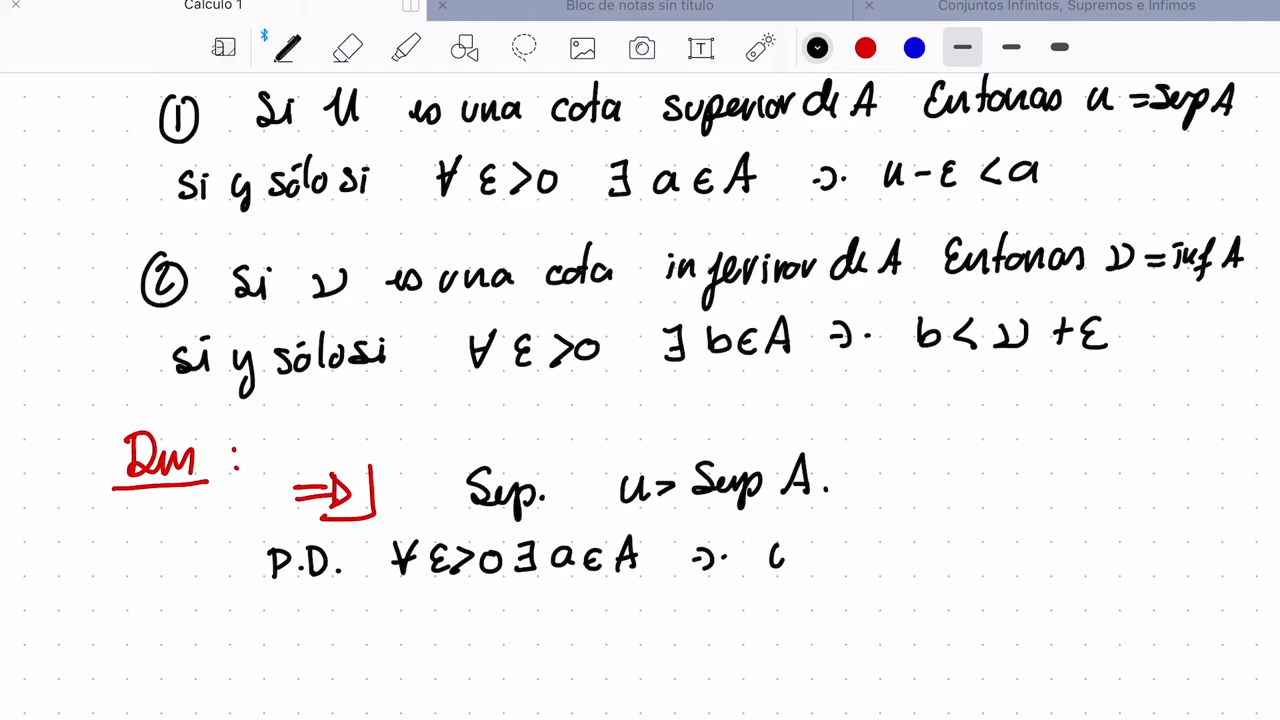 Calculo 1
Bloc de notas sin título
Conjuntos Infinitos, Supremos e Infimos
① Si u es una cota superior de A Entonces u = Sup A
si y sólo si ∀ ε>0 ∃ a ∈ A ∋· u - ε < a
② Si ν es una cota inferiror de A Entonces ν = inf A
si y sólo si ∀ ε>0 ∃ b ∈ A ∋· b < ν + ε
Dm :
⇒] Sup. u = Sup A.
P.D. ∀ ε>0 ∃ a ∈ A ∋·